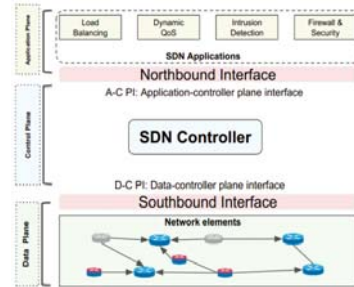 Application Plane
Load
Balancing
Dynamic
QoS
Intrusion
Detection
Firewall &
Security
SDN Applications
Northbound Interface
A-C PI: Application-controller plane interface
Control Plane
SDN Controller
D-C PI: Data-controller plane interface
Southbound Interface
Data Plane
Network elements